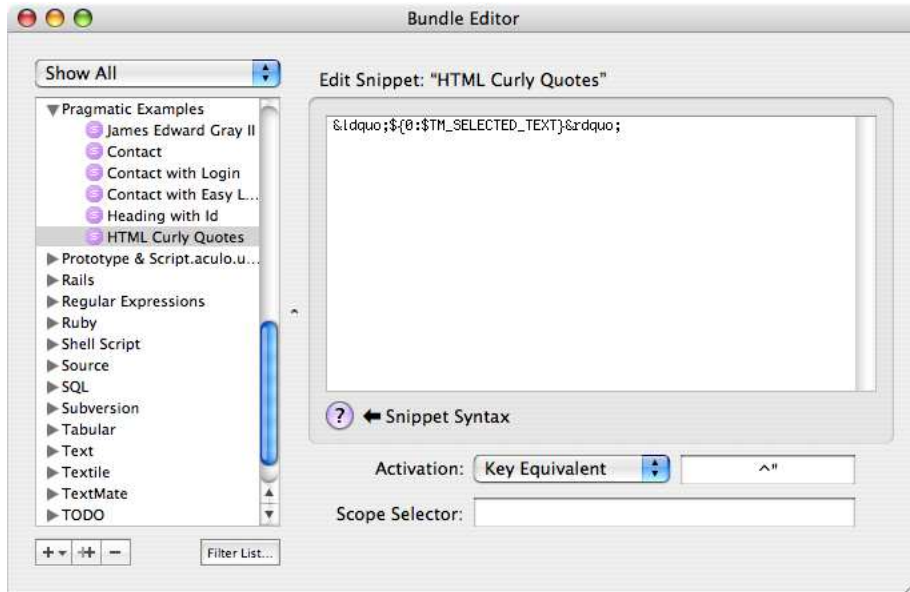 Bundle Editor
Show All
Pragmatic Examples
James Edward Gray II
Contact
Contact with Login
Contact with Easy L...
Heading with Id
HTML Curly Quotes
Prototype & Script.aculo.u...
Rails
Regular Expressions
Ruby
Shell Script
Source
SQL
Subversion
Tabular
Text
Textile
TextMate
TODO
Filter List...
Edit Snippet: “HTML Curly Quotes”
&ldquo;${0:$TM_SELECTED_TEXT}&rdquo;
? Snippet Syntax
Activation: Key Equivalent ^"
Scope Selector: